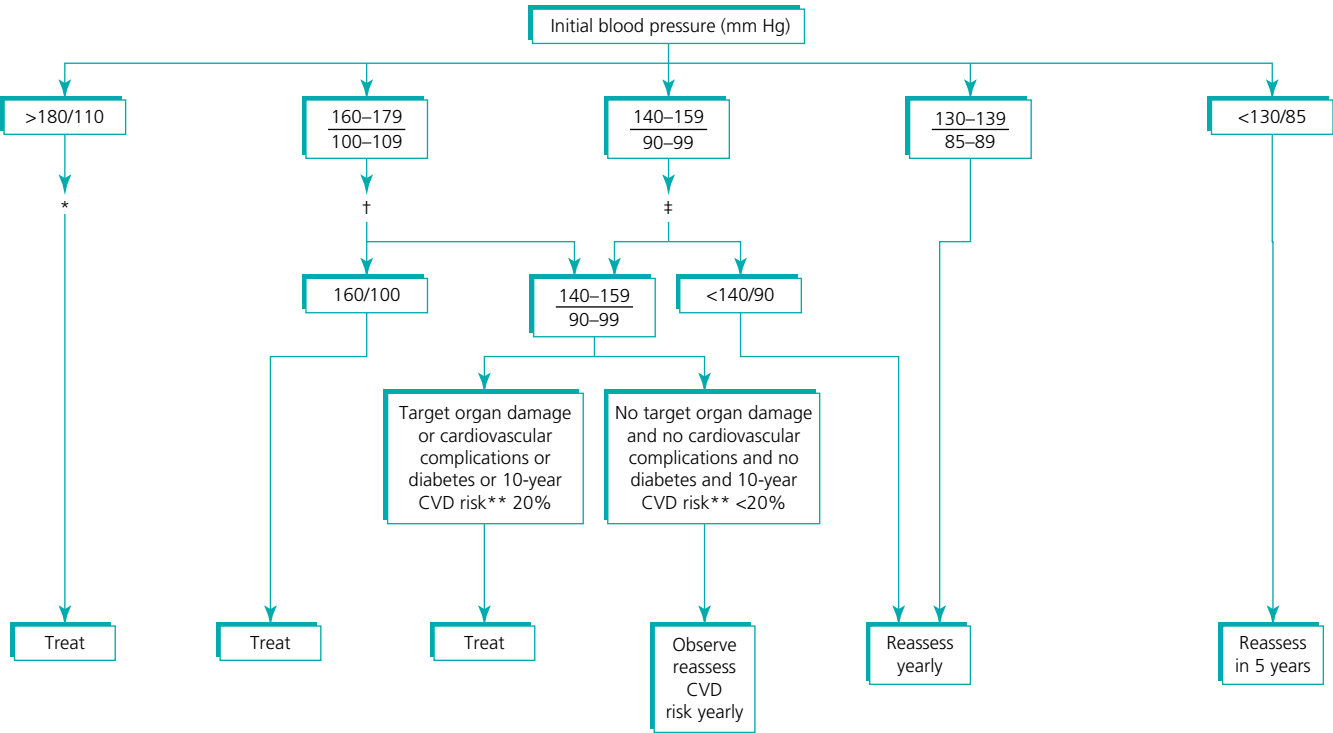 Initial blood pressure (mm Hg)
>180/110
160–179
100–109
140–159
90–99
130–139
85–89
<130/85
*
†
‡
160/100
140–159
90–99
<140/90
Target organ damage
or cardiovascular
complications or
diabetes or 10-year
CVD risk** 20%
No target organ damage
and no cardiovascular
complications and no
diabetes and 10-year
CVD risk** <20%
Treat
Treat
Treat
Observe
reassess
CVD
risk yearly
Reassess
yearly
Reassess
in 5 years